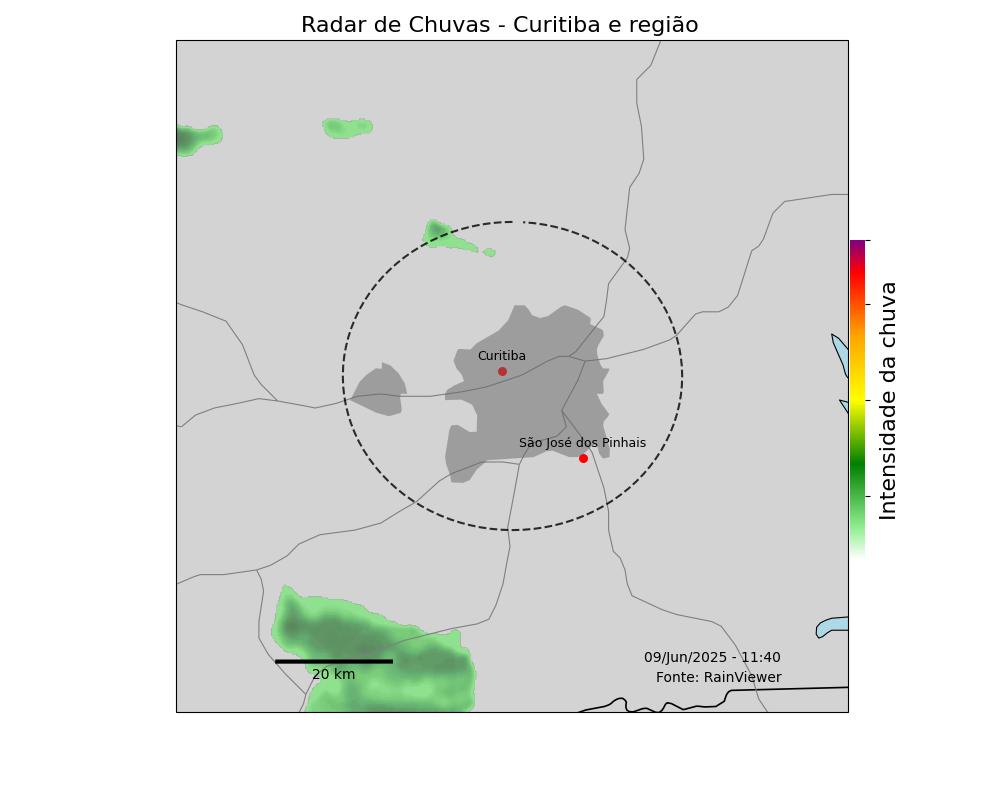 Radar de Chuvas - Curitiba e região
Curitiba
São José dos Pinhais
Intensidade da chuva
09/Jun/2025 - 11:40
Fonte: RainViewer
20 km